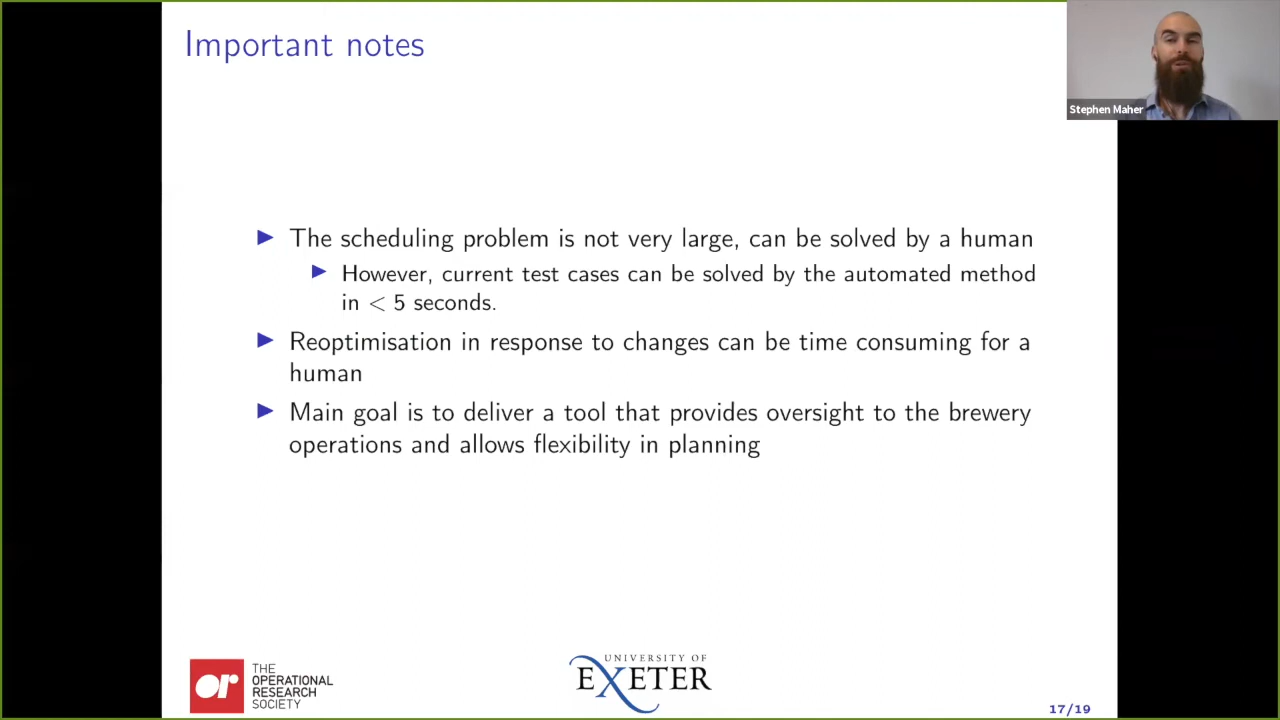 Important notes
Stephen Maher
▶ The scheduling problem is not very large, can be solved by a human
▶ However, current test cases can be solved by the automated method
in < 5 seconds.
▶ Reoptimisation in response to changes can be time consuming for a
human
▶ Main goal is to deliver a tool that provides oversight to the brewery
operations and allows flexibility in planning
or
THE
OPERATIONAL
RESEARCH
SOCIETY
UNIVERSITY OF
EXETER
17/19